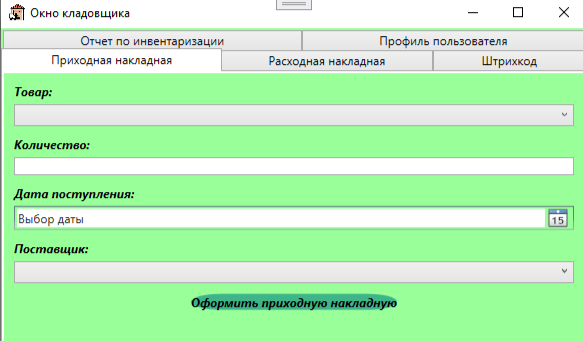 Окно кладовщика
Отчет по инвентаризации
Профиль пользователя
Приходная накладная
Расходная накладная
Штрихкод
Товар:
Количество:
Дата поступления:
Выбор даты
15
Поставщик:
Оформить приходную накладную